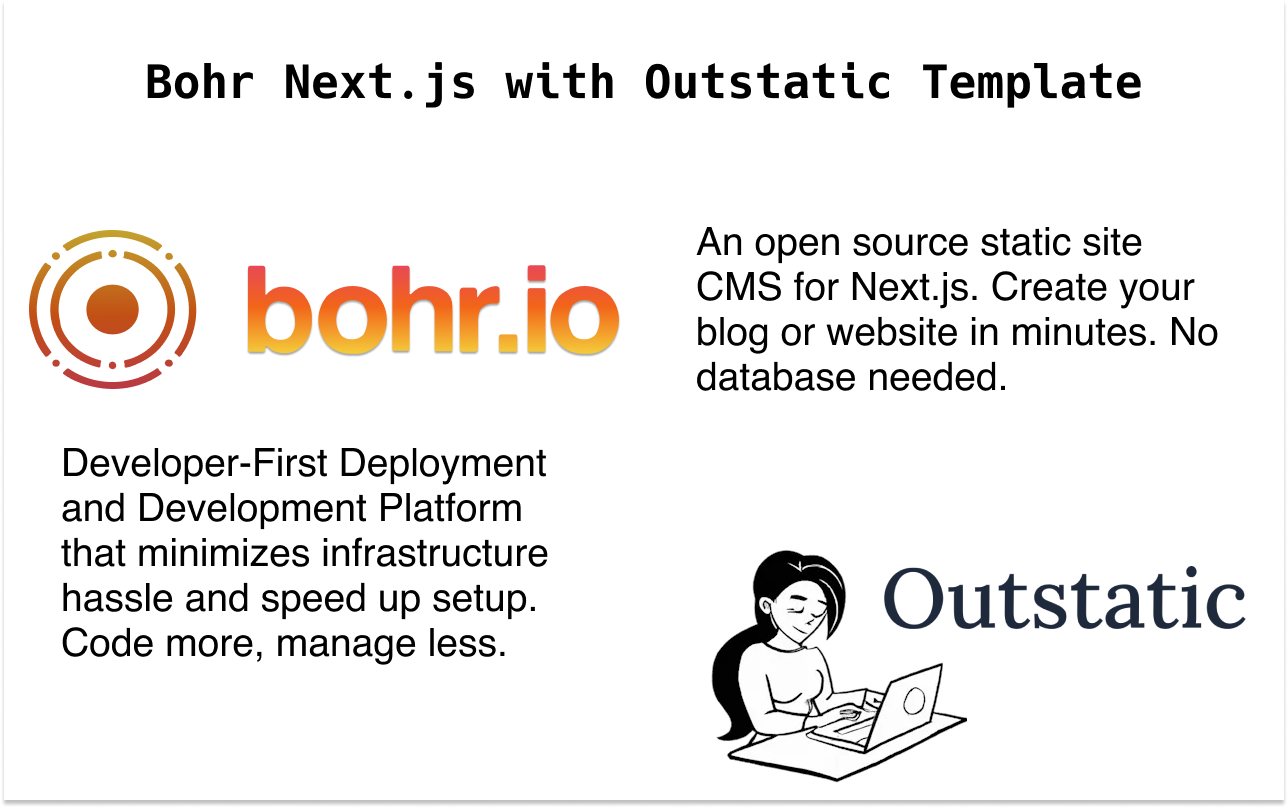 Bohr Next.js with Outstatic Template
bohr.io
Developer-First Deployment
and Development Platform
that minimizes infrastructure
hassle and speed up setup.
Code more, manage less.
An open source static site
CMS for Next.js. Create your
blog or website in minutes. No
database needed.
Outstatic